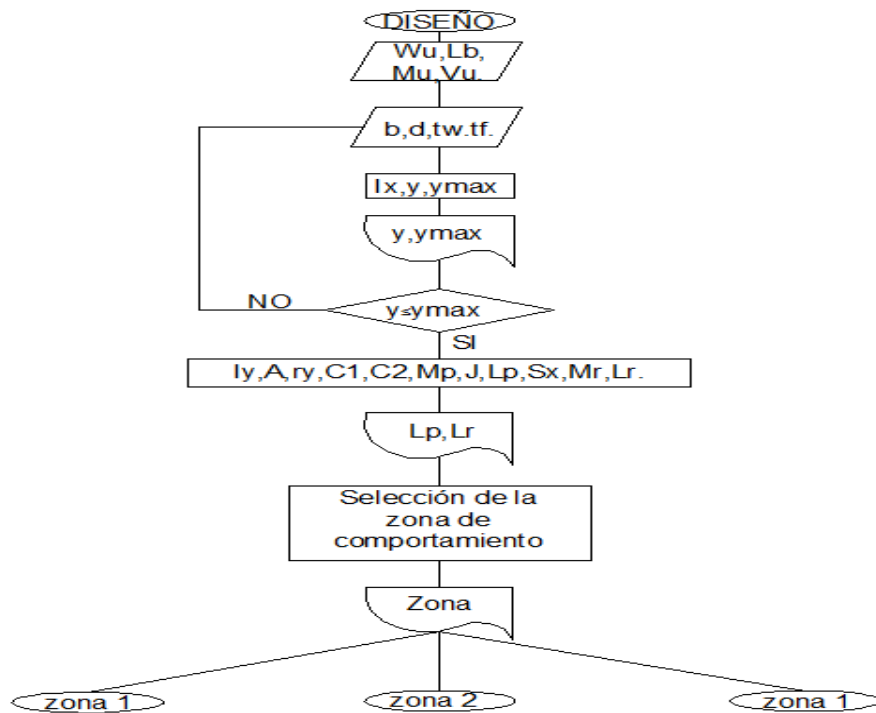 DISEÑO
Wu,Lb,
Mu,Vu.
b,d,tw.tf.
Ix,y,ymax
y,ymax
NO
y≤ymax
SI
Iy,A,ry,C1,C2,Mp,J,Lp,Sx,Mr,Lr.
Lp,Lr
Selección de la
zona de
comportamiento
Zona
zona 1
zona 2
zona 1